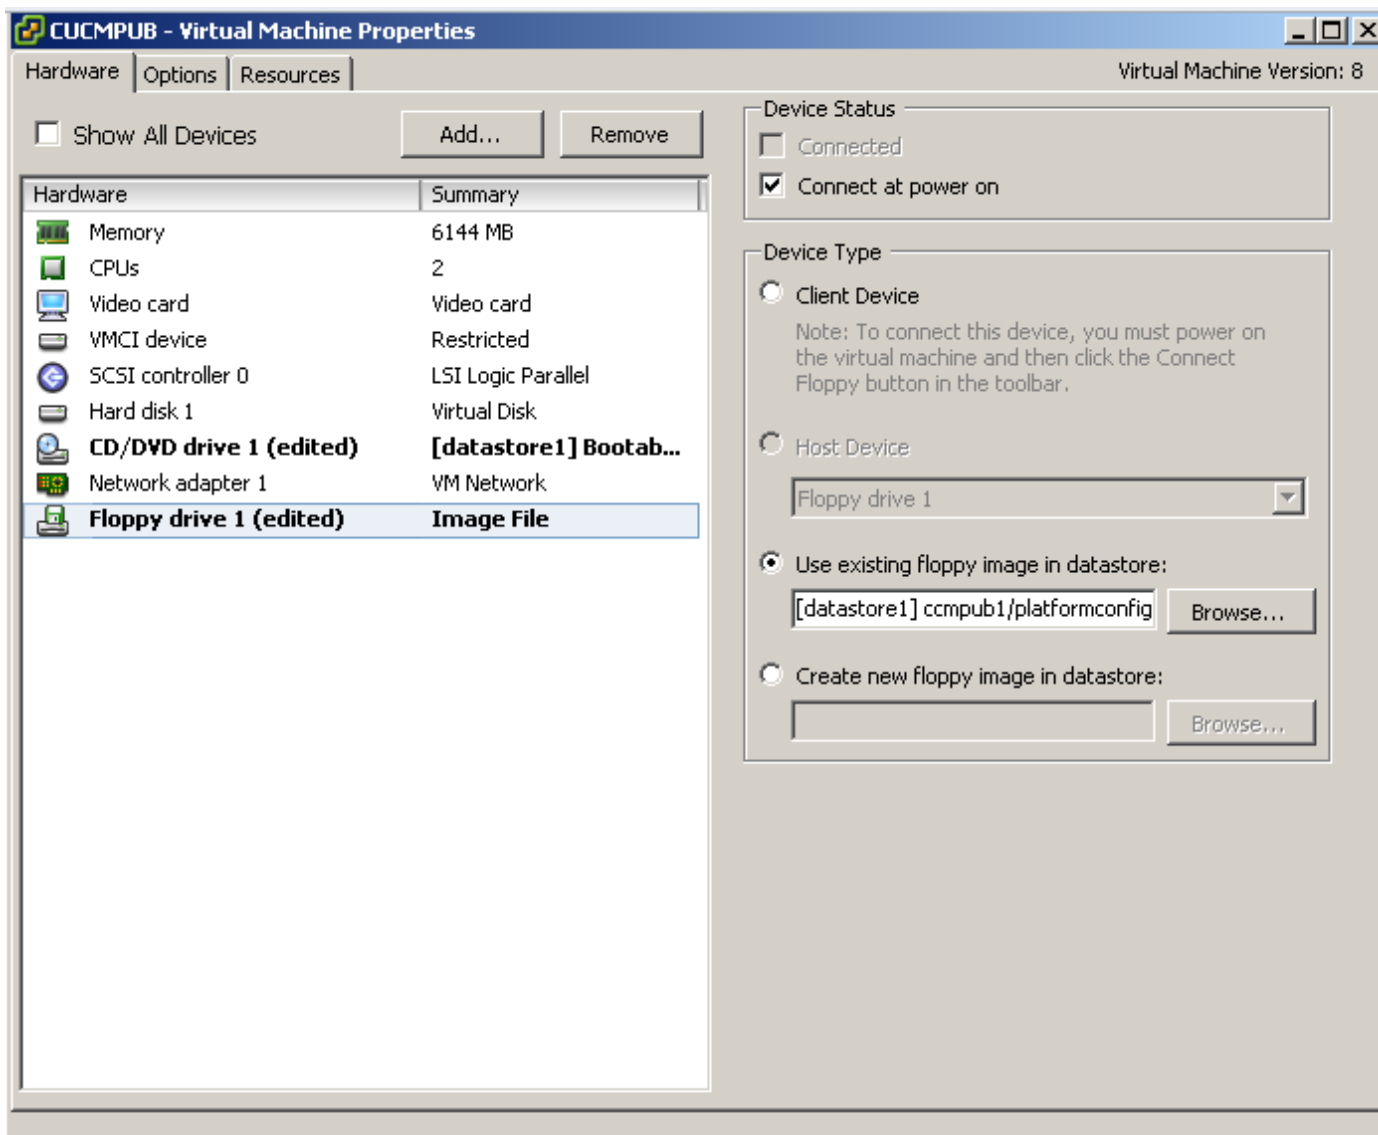 CUCMPUB - Virtual Machine Properties
Hardware Options Resources Virtual Machine Version: 8
Show All Devices Add... Remove
Hardware Summary
Memory 6144 MB
CPUs 2
Video card Video card
VMCI device Restricted
SCSI controller 0 LSI Logic Parallel
Hard disk 1 Virtual Disk
CD/DVD drive 1 (edited) [datastore1] Bootab...
Network adapter 1 VM Network
Floppy drive 1 (edited) Image File
Device Status
Connected
Connect at power on
Device Type
Client Device
Note: To connect this device, you must power on
the virtual machine and then click the Connect
Floppy button in the toolbar.
Host Device
Floppy drive 1
Use existing floppy image in datastore:
[datastore1] ccmpub1/platformconfig Browse...
Create new floppy image in datastore:
Browse...